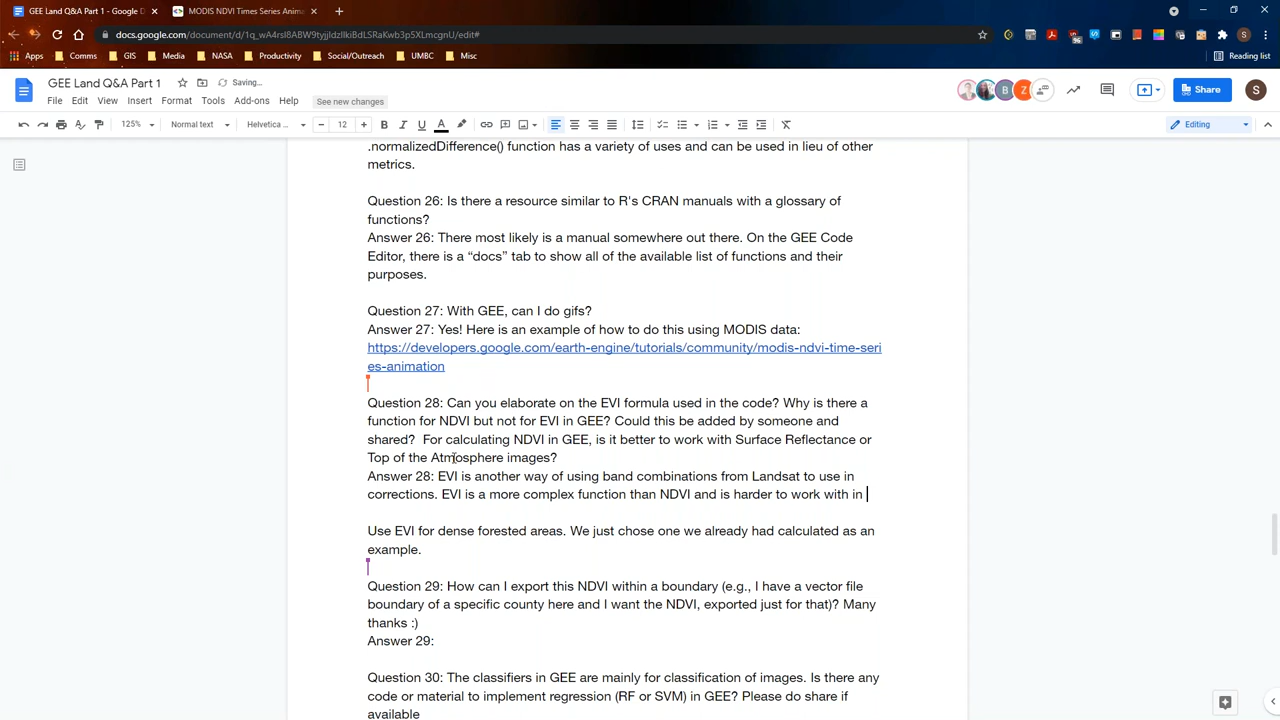 GEE Land Q&A Part 1 - Google D
MODIS NDVI Times Series Anima
docs.google.com/document/d/1q_wA4rsI8ABW9tyjjIdzIlkiBdLSRaKwb3p5XLmcgnU/edit#
Apps Comms GIS Media NASA Productivity Social/Outreach UMBC Misc Reading list
GEE Land Q&A Part 1 Saving...
File Edit View Insert Format Tools Add-ons Help See new changes
B Z Share S
125% Normal text Helvetica ... 12 B I U A Editing
.normalizedDifference() function has a variety of uses and can be used in lieu of other
metrics.
Question 26: Is there a resource similar to R's CRAN manuals with a glossary of
functions?
Answer 26: There most likely is a manual somewhere out there. On the GEE Code
Editor, there is a “docs” tab to show all of the available list of functions and their
purposes.
Question 27: With GEE, can I do gifs?
Answer 27: Yes! Here is an example of how to do this using MODIS data:
https://developers.google.com/earth-engine/tutorials/community/modis-ndvi-time-seri
es-animation
Question 28: Can you elaborate on the EVI formula used in the code? Why is there a
function for NDVI but not for EVI in GEE? Could this be added by someone and
shared?  For calculating NDVI in GEE, is it better to work with Surface Reflectance or
Top of the Atmosphere images?
Answer 28: EVI is another way of using band combinations from Landsat to use in
corrections. EVI is a more complex function than NDVI and is harder to work with in
Use EVI for dense forested areas. We just chose one we already had calculated as an
example.
Question 29: How can I export this NDVI within a boundary (e.g., I have a vector file
boundary of a specific county here and I want the NDVI, exported just for that)? Many
thanks :)
Answer 29:
Question 30: The classifiers in GEE are mainly for classification of images. Is there any
code or material to implement regression (RF or SVM) in GEE? Please do share if
available